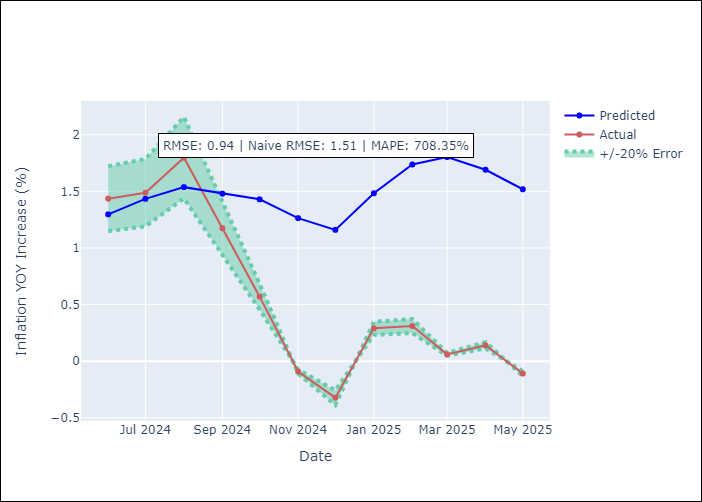 RMSE: 0.94 | Naive RMSE: 1.51 | MAPE: 708.35%
Predicted
Actual
+/-20% Error
Inflation YOY Increase (%)
2
1.5
1
0.5
0
−0.5
Jul 2024
Sep 2024
Nov 2024
Jan 2025
Mar 2025
May 2025
Date